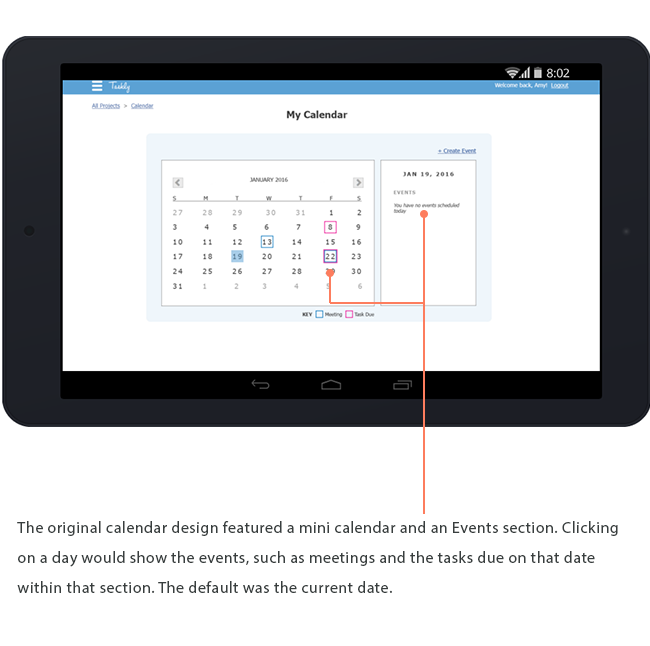 8:02
Taskly
Welcome back, Amy! Logout
All Projects > Calendar
My Calendar
+ Create Event
JANUARY 2016
S M T W T F S
27 28 29 30 31 1 2
3 4 5 6 7 8 9
10 11 12 13 14 15 16
17 18 19 20 21 22 23
24 25 26 27 28 29 30
31 1 2 3 4 5 6
KEY Meeting Task Due
JAN 19, 2016
EVENTS
You have no events scheduled
today
The original calendar design featured a mini calendar and an Events section. Clicking
on a day would show the events, such as meetings and the tasks due on that date
within that section. The default was the current date.